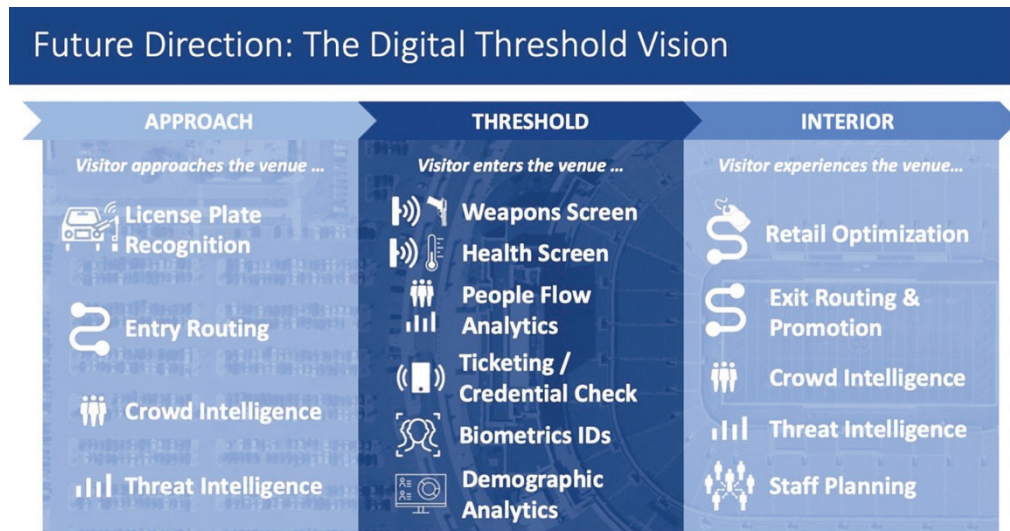 Future Direction: The Digital Threshold Vision
APPROACH
Visitor approaches the venue ...
License Plate
Recognition
Entry Routing
Crowd Intelligence
Threat Intelligence
THRESHOLD
Visitor enters the venue ...
Weapons Screen
Health Screen
People Flow
Analytics
Ticketing /
Credential Check
Biometrics IDs
Demographic
Analytics
INTERIOR
Visitor experiences the venue...
Retail Optimization
Exit Routing &
Promotion
Crowd Intelligence
Threat Intelligence
Staff Planning